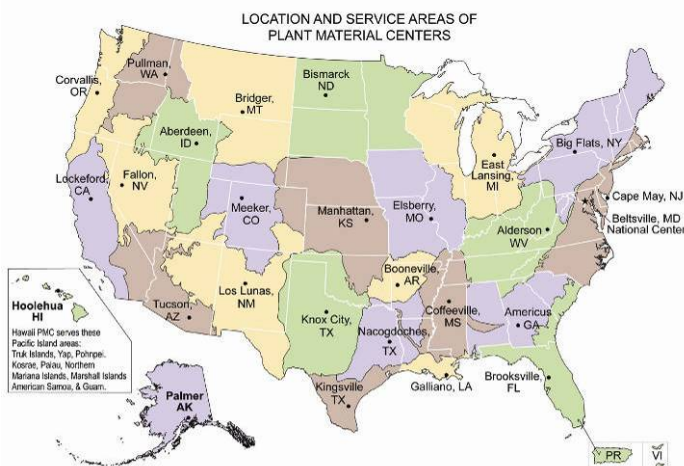 LOCATION AND SERVICE AREAS OF
PLANT MATERIAL CENTERS
Pullman,
WA
Corvallis,
OR
Bismarck
ND
Bridger,
MT
Aberdeen,
ID
Big Flats, NY
East
Lansing,
MI
Lockeford,
CA
Fallon,
NV
Meeker,
CO
Elsberry,
MO
Manhattan,
KS
Cape May, NJ
Beltsville, MD
National Center
Alderson
WV
Booneville,
AR
Los Lunas,
NM
Tucson,
AZ
Knox City,
TX
Nacogdoches,
TX
Coffeeville,
MS
Americus
GA
Kingsville
TX
Galliano, LA
Brooksville,
FL
Hoolehua
HI
Hawaii PMC serves these
Pacific Island areas:
Truk Islands, Yap, Pohnpei.
Kosrae, Palau, Northern
Mariana Islands, Marshall Islands
American Samoa, & Guam.
Palmer
AK
PR
VI